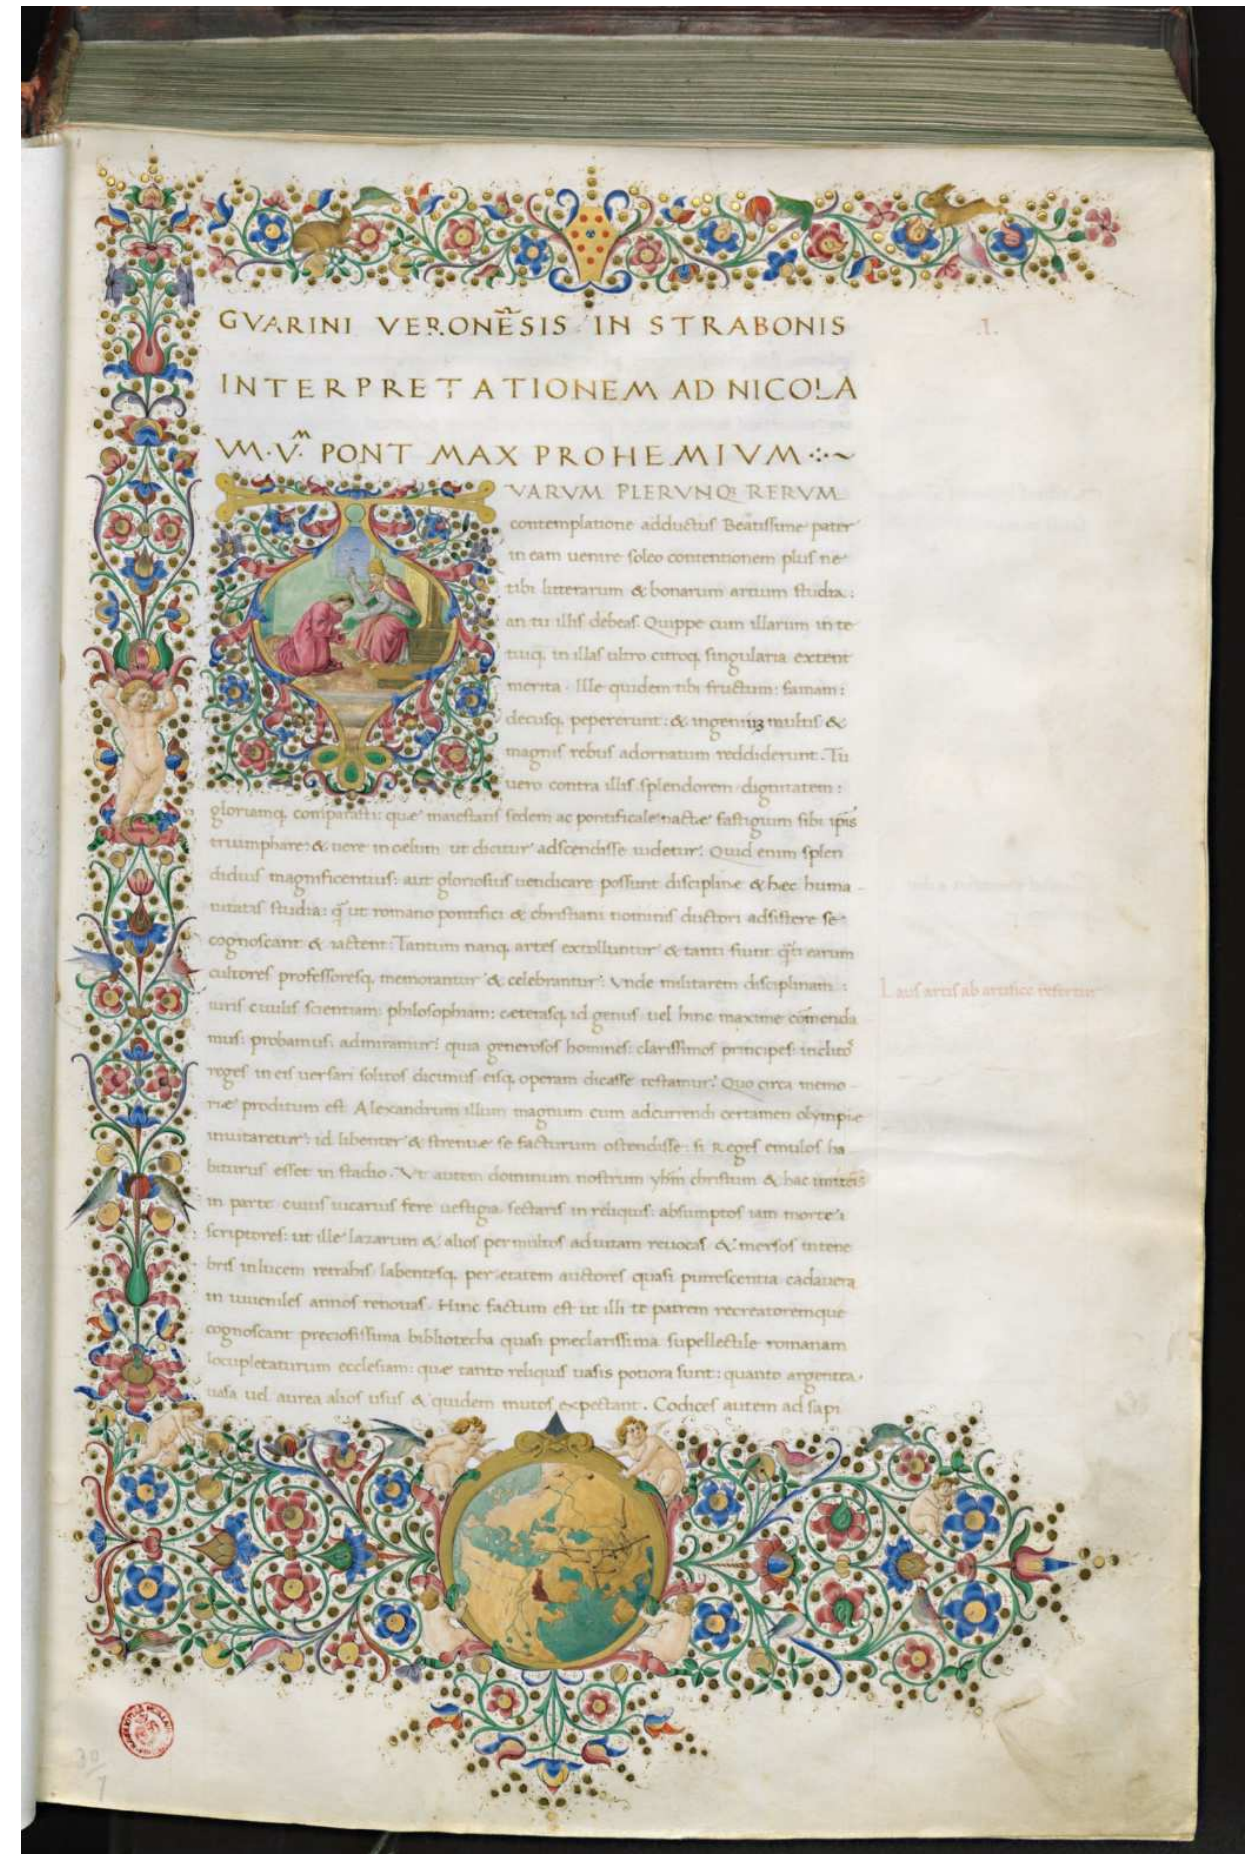 GVARINI VERONẼSIS IN STRABONIS
INTERPRETATIONEM AD NICOLA
VM·V^M· PONT MAX PROHEMIVM
.1.
VARVM PLERVNQ; RERVM
contemplatione adductus Beatissime pater
in eam uenire soleo contentionem plus ne
tibi litterarum & bonarum artium studia:
an tu illis debeas. Quippe cum illarum in te
tuiq; in illas ultro citroq; singularia extent
merita. Ille quidem tibi fructum: famam:
decusq; pepererunt: & ingeniuȝ multis &
magnis rebus adornatum reddiderunt. Tu
uero contra illis splendorem dignitatem:
gloriamq; comparasti: que maiestatis sedem ac pontificale nacte fastigium sibi ip̃is
triumphare: & uere in celum ut dicitur adscendisse uidetur: Quid enim splen
didius magnificentius: aut gloriosius uendicare possunt discipline & hec huma-
nitatis studia: q̃ ut romano pontifici & christiani nominis ductori adsistere se
cognoscant & iactent: Tantum nanq; artes extolluntur & tanti fiunt q̃ti earum
cultores professoresq; memorantur & celebrantur: Vnde militarem disciplinam:
iuris ciuilis scientiam: philosophiam: ceterasq; id genus uel hinc maxime cõmenda
Laus artis ab artifice refertur
mus: probamus: admiramur: quia generosos homines: clarissimos principes: inclitos
reges in eis uersari solitos dicimus eisq; operam dicasse testamur: Quo circa memo-
rie proditum est Alexandrum illum magnum cum adcurrendi certamen olympie
inuitaretur: id libenter & strenue se facturum ostendisse: si Reges emulos ha
biturus esset in stadio. Vt autem dominum nostrum yhm̃ christum & hac
in parte cuius uicarius fere uestigia sectaris in reliquis: absumptos iam morte
scriptores: ut ille lazarum & alios permultos ad uitam reuocas & mersos in tene
bris in lucem retrahis labentesq; per etatem auctores quasi putrescentia cadauera
in iuueniles annos renouas. Hinc factum est ut illi te patrem recreatoremque
cognoscant preciosissima bibliotecha quasi preclarissima supellectile romanam
locupletaturum ecclesiam: que tanto reliquis uasis potiora sunt: quanto argentea.
uasa uel aurea alios usus & quidem mutos expectant. Codices autem ad sapi